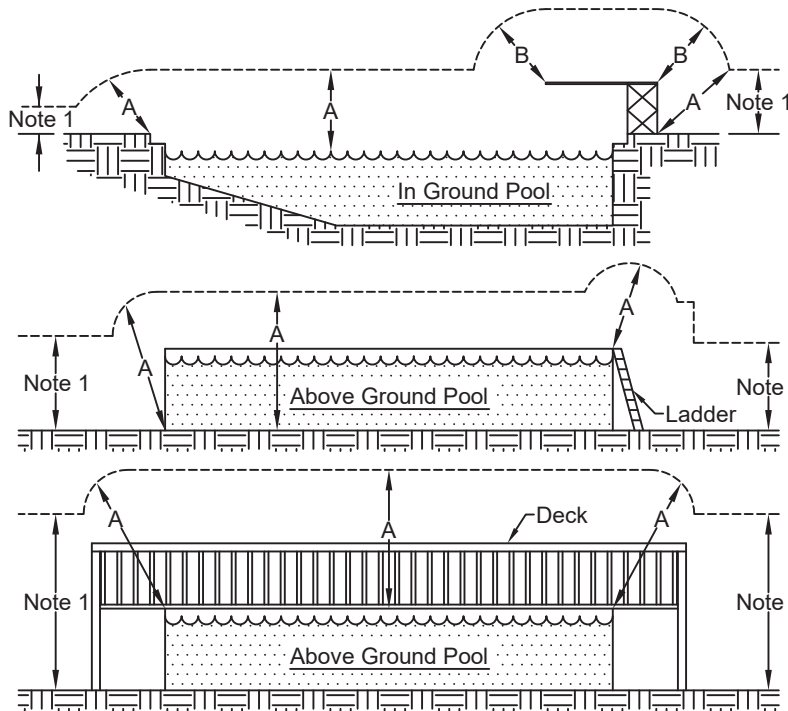 B
B
A
A
A
Note 1
Note 1
In Ground Pool
A
A
A
Note 1
Note
Above Ground Pool
Ladder
Deck
A
A
A
Note 1
Note
Above Ground Pool